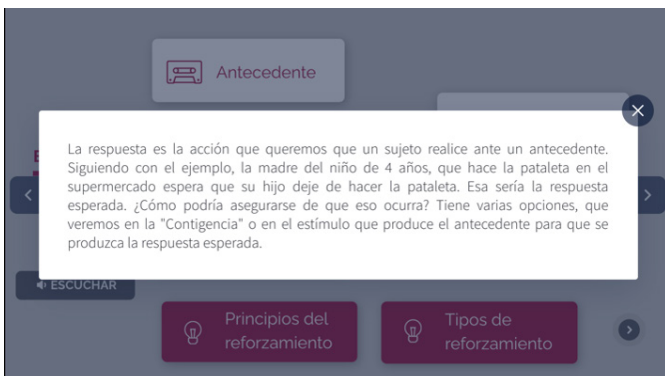 Antecedente
La respuesta es la acción que queremos que un sujeto realice ante un antecedente.
Siguiendo con el ejemplo, la madre del niño de 4 años, que hace la pataleta en el
supermercado espera que su hijo deje de hacer la pataleta. Esa sería la respuesta
esperada. ¿Cómo podría asegurarse de que eso ocurra? Tiene varias opciones, que
veremos en la "Contigencia" o en el estímulo que produce el antecedente para que se
produzca la respuesta esperada.
ESCUCHAR
Principios del
reforzamiento
Tipos de
reforzamiento